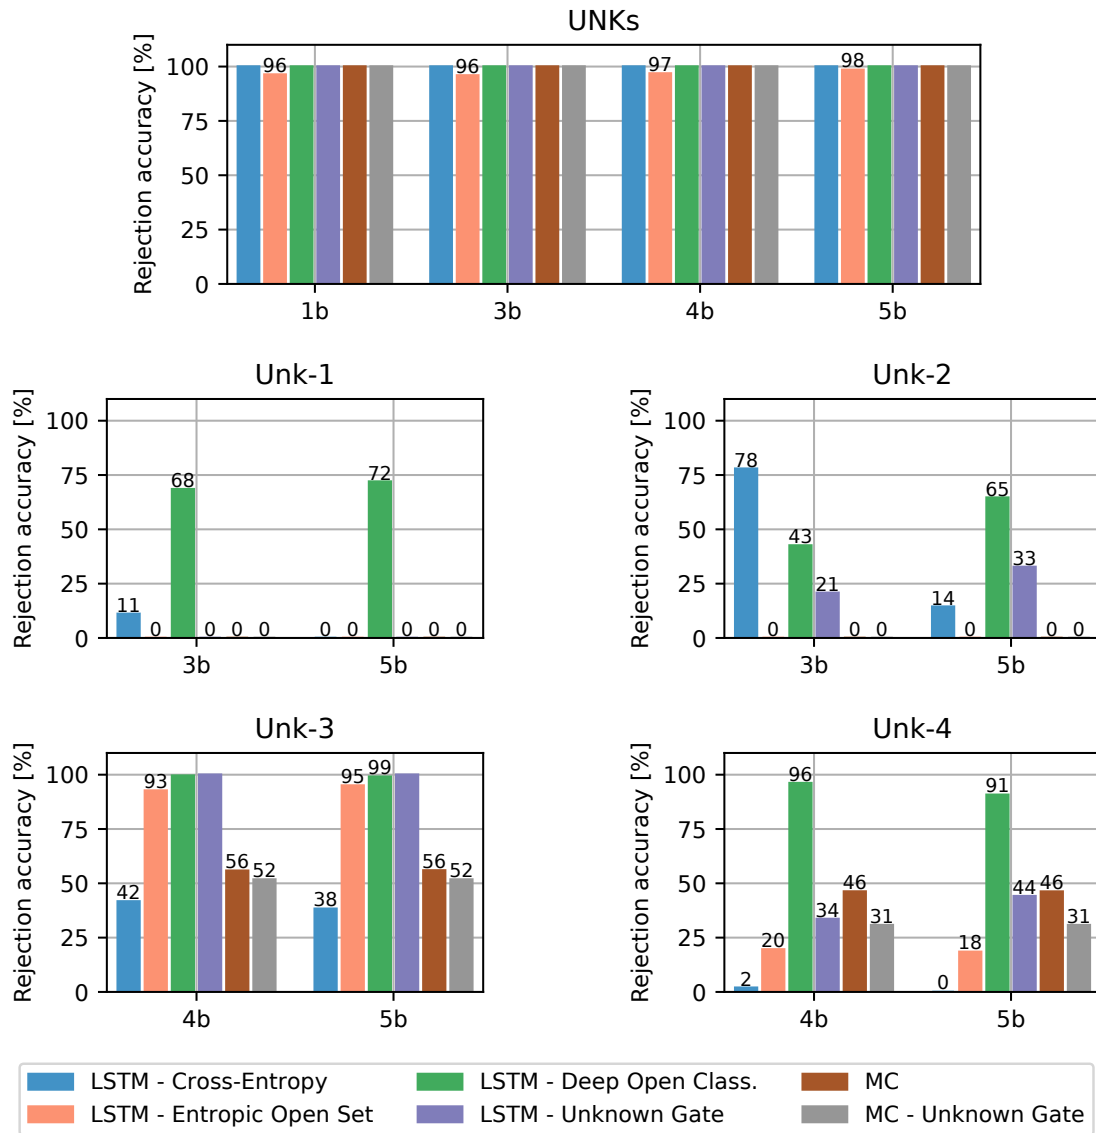 UNKs
Rejection accuracy [%]
100
75
50
25
0
96
96
97
98
1b
3b
4b
5b
Unk-1
Rejection accuracy [%]
100
75
50
25
0
11
0
68
0
0
0
0
0
72
0
0
0
3b
5b
Unk-2
Rejection accuracy [%]
100
75
50
25
0
78
0
43
21
0
0
14
0
65
33
0
0
3b
5b
Unk-3
Rejection accuracy [%]
100
75
50
25
0
42
93
56
52
38
95
99
56
52
4b
5b
Unk-4
Rejection accuracy [%]
100
75
50
25
0
2
20
96
34
46
31
0
18
91
44
46
31
4b
5b
LSTM - Cross-Entropy
LSTM - Entropic Open Set
LSTM - Deep Open Class.
LSTM - Unknown Gate
MC
MC - Unknown Gate